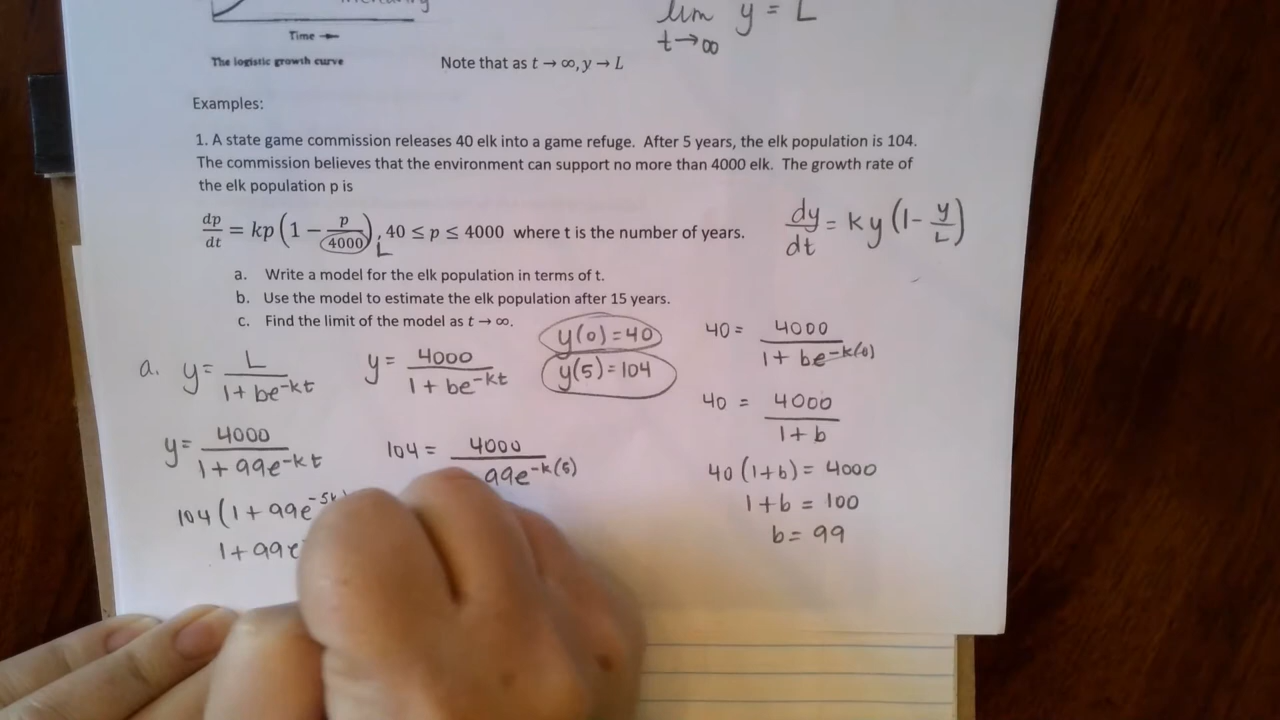 lim y = L
t→∞
Time
The logistic growth curve
Note that as t → ∞, y → L
Examples:
1. A state game commission releases 40 elk into a game refuge. After 5 years, the elk population is 104.
The commission believes that the environment can support no more than 4000 elk. The growth rate of
the elk population p is
dp/dt = kp(1 − p/4000), 40 ≤ p ≤ 4000 where t is the number of years.
L
dy/dt = ky(1 - y/L)
a. Write a model for the elk population in terms of t.
b. Use the model to estimate the elk population after 15 years.
c. Find the limit of the model as t → ∞.
a. y = L/(1 + be^-kt)
y = 4000/(1 + be^-kt)
y(0) = 40
y(5) = 104
y = 4000/(1 + 99e^-kt)
104 = 4000/99e^-k(5)
104(1 + 99e^-5k
1 + 99e
40 = 4000/(1 + be^-k(0))
40 = 4000/(1 + b)
40(1+b) = 4000
1+b = 100
b = 99